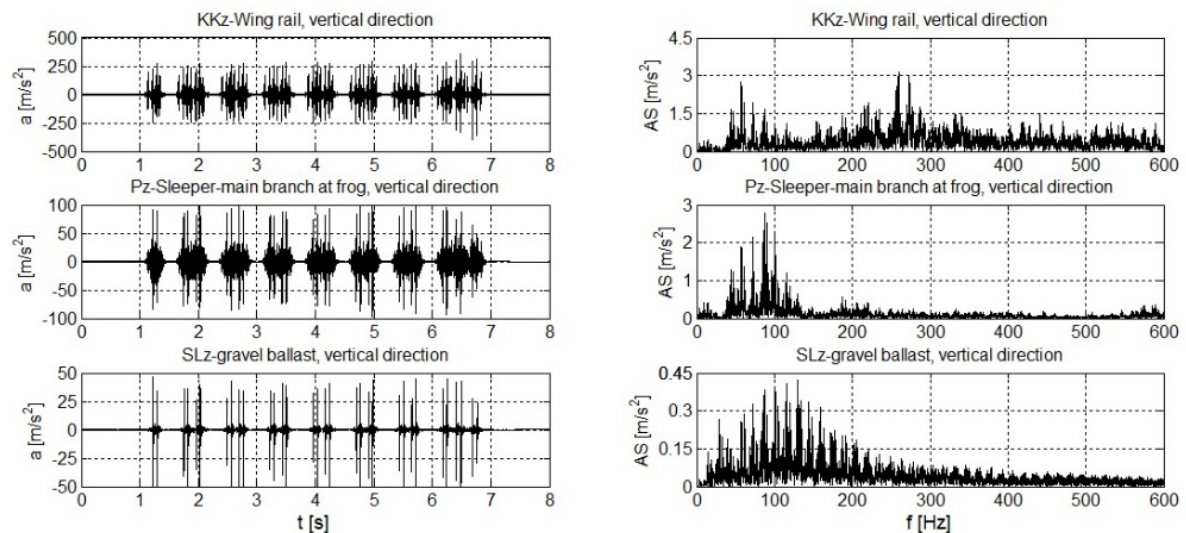 KKz-Wing rail, vertical direction
a [m/s²]
500
250
0
-250
-500
0 1 2 3 4 5 6 7 8
Pz-Sleeper-main branch at frog, vertical direction
a [m/s²]
100
50
0
-50
-100
0 1 2 3 4 5 6 7 8
SLz-gravel ballast, vertical direction
a [m/s²]
50
25
0
-25
-50
0 1 2 3 4 5 6 7 8
t [s]
KKz-Wing rail, vertical direction
AS [m/s²]
4.5
3
1.5
0
0 100 200 300 400 500 600
Pz-Sleeper-main branch at frog, vertical direction
AS [m/s²]
3
2
1
0
0 100 200 300 400 500 600
SLz-gravel ballast, vertical direction
AS [m/s²]
0.45
0.3
0.15
0
0 100 200 300 400 500 600
f [Hz]